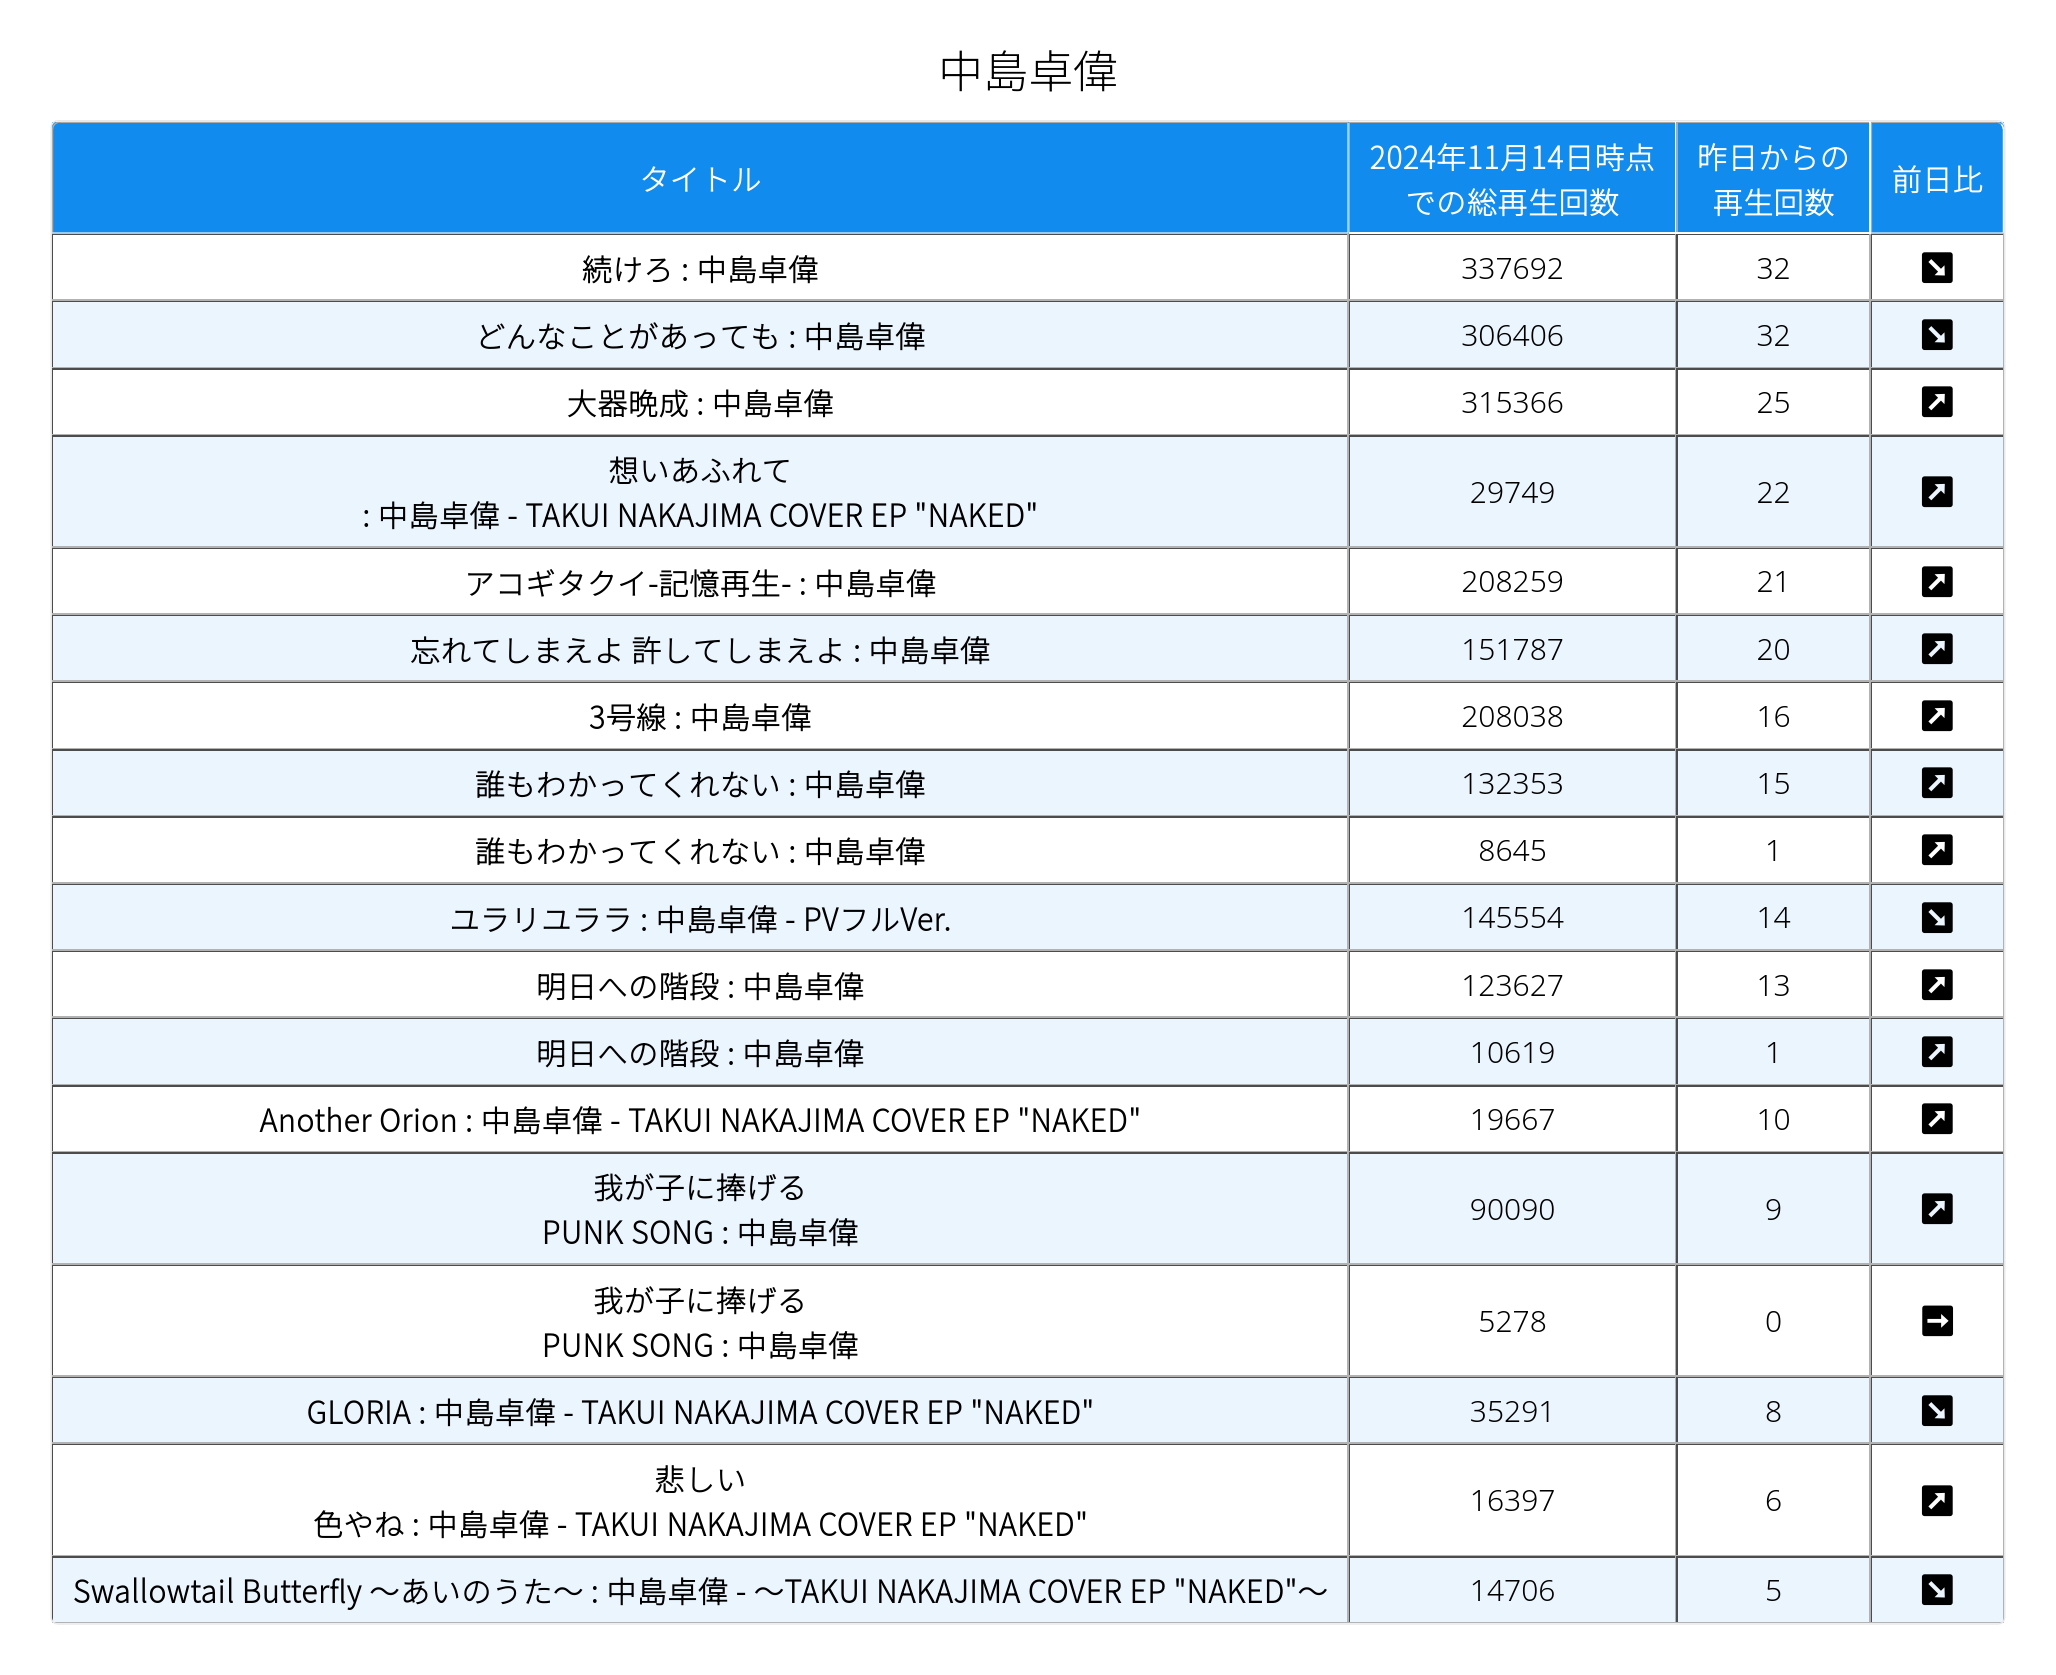 中島卓偉
タイトル
2024年11月14日時点
での総再生回数
昨日からの
再生回数
前日比
続けろ : 中島卓偉
337692
32
どんなことがあっても : 中島卓偉
306406
32
大器晩成 : 中島卓偉
315366
25
想いあふれて
: 中島卓偉 - TAKUI NAKAJIMA COVER EP "NAKED"
29749
22
アコギタクイ-記憶再生- : 中島卓偉
208259
21
忘れてしまえよ 許してしまえよ : 中島卓偉
151787
20
3号線 : 中島卓偉
208038
16
誰もわかってくれない : 中島卓偉
132353
15
誰もわかってくれない : 中島卓偉
8645
1
ユラリユララ : 中島卓偉 - PVフルVer.
145554
14
明日への階段 : 中島卓偉
123627
13
明日への階段 : 中島卓偉
10619
1
Another Orion : 中島卓偉 - TAKUI NAKAJIMA COVER EP "NAKED"
19667
10
我が子に捧げる
PUNK SONG : 中島卓偉
90090
9
我が子に捧げる
PUNK SONG : 中島卓偉
5278
0
GLORIA : 中島卓偉 - TAKUI NAKAJIMA COVER EP "NAKED"
35291
8
悲しい
色やね : 中島卓偉 - TAKUI NAKAJIMA COVER EP "NAKED"
16397
6
Swallowtail Butterfly ～あいのうた～ : 中島卓偉 - ～TAKUI NAKAJIMA COVER EP "NAKED"～
14706
5